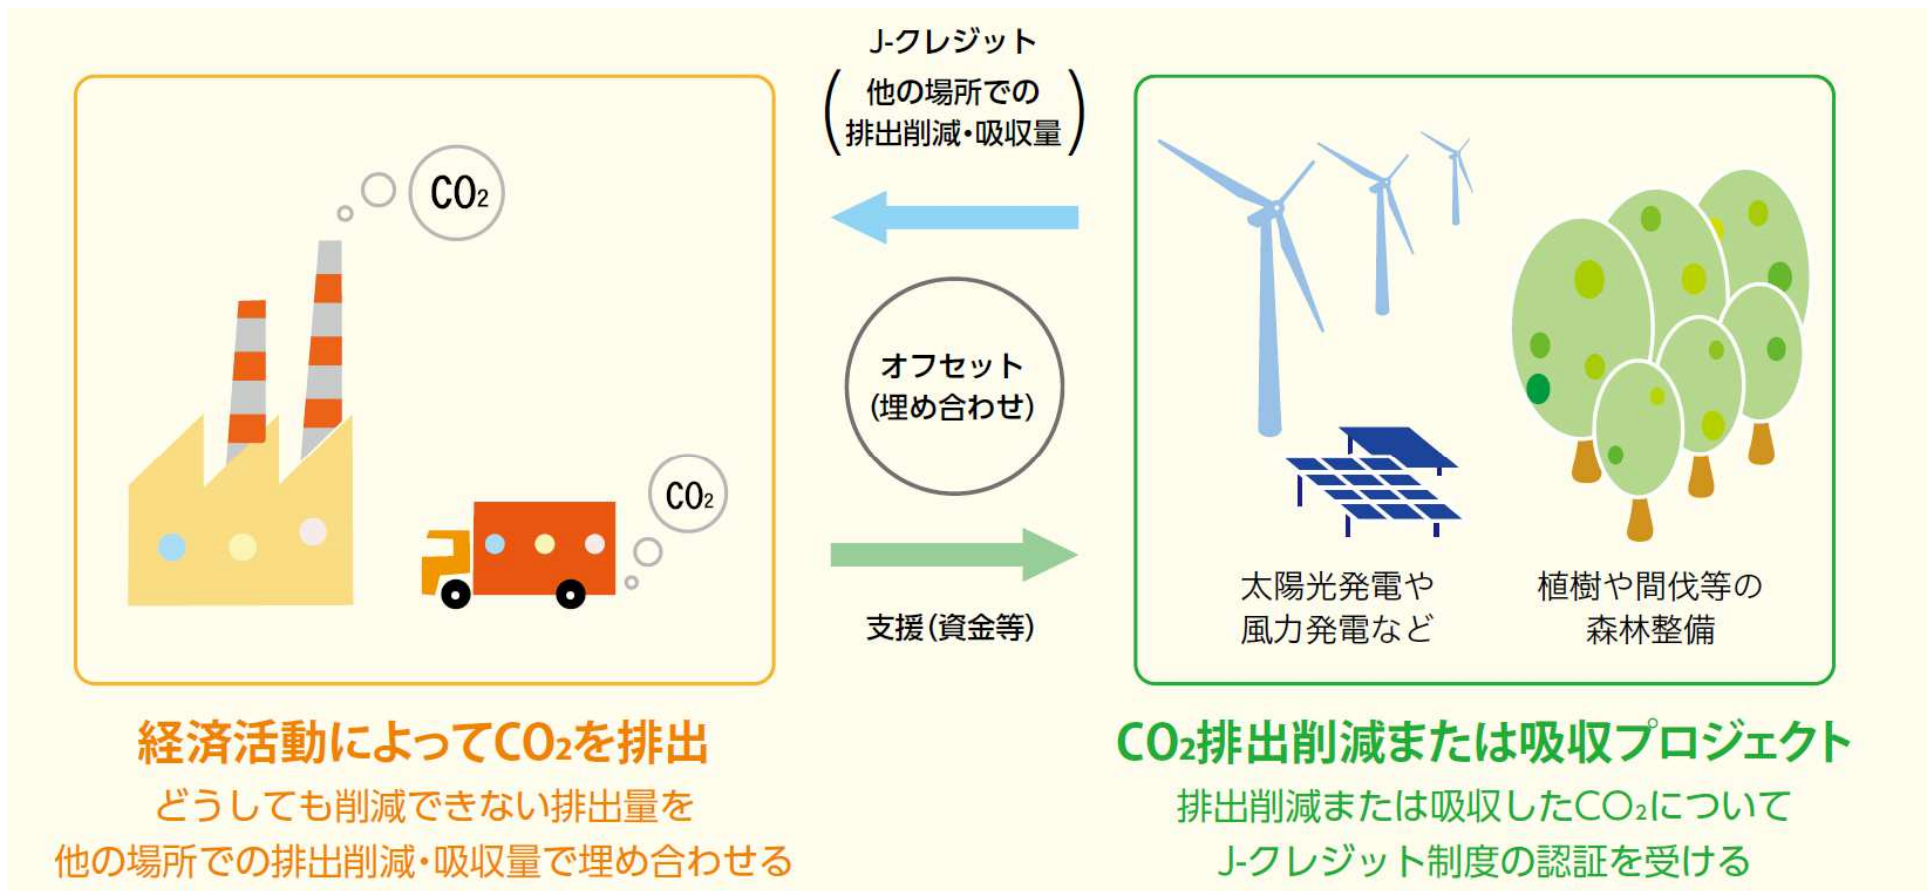 J-クレジット
(他の場所での
排出削減・吸収量)
CO₂
オフセット
(埋め合わせ)
CO₂
支援(資金等)
太陽光発電や
風力発電など
植樹や間伐等の
森林整備
経済活動によってCO₂を排出
どうしても削減できない排出量を
他の場所での排出削減・吸収量で埋め合わせる
CO₂排出削減または吸収プロジェクト
排出削減または吸収したCO₂について
J-クレジット制度の認証を受ける